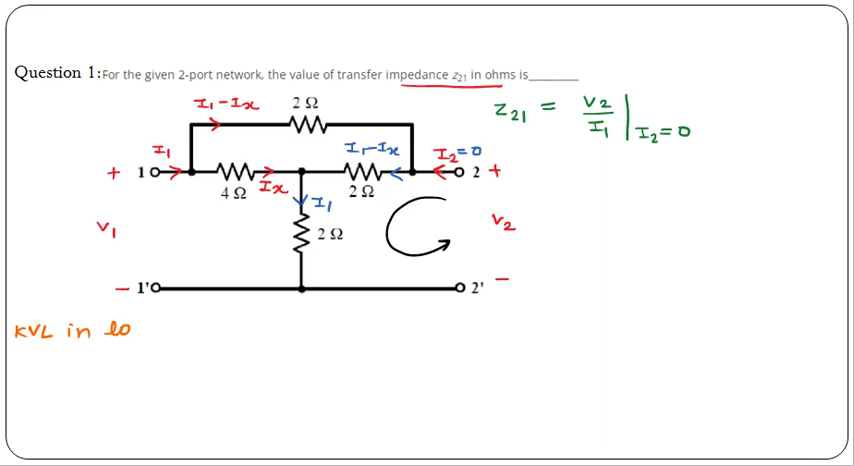 Question 1:For the given 2-port network, the value of transfer impedance z21 in ohms is________
I1-Ix 2 Ω
Z21 = V2/I1 | I2=0
I1 I1-Ix I2=0
+ 1 2 +
4 Ω Ix 2 Ω
I1
V1 2 Ω V2
- 1' 2' -
KVL in lo